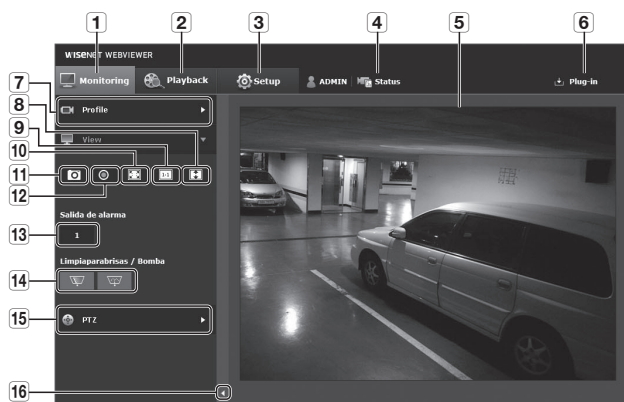 1 2 3 4 5 6
WISENET WEBVIEWER
Monitoring Playback Setup ADMIN Status Plug-in
7 Profile
8
View
9
10
11 1:1
12
Salida de alarma
13 1
Limpiaparabrisas / Bomba
14
15 PTZ
16